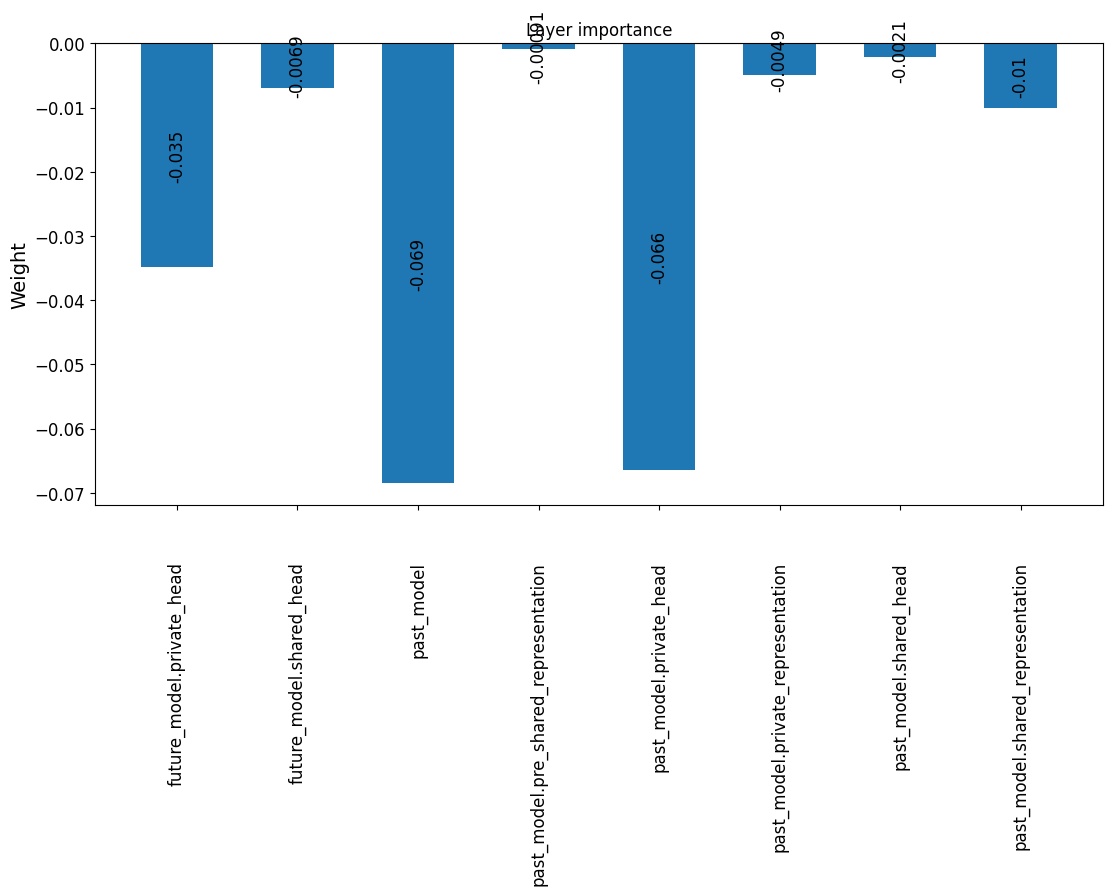 Layer importance
Weight
0.00
−0.01
−0.02
−0.03
−0.04
−0.05
−0.06
−0.07
-0.035
-0.0069
-0.069
-0.00091
-0.066
-0.0049
-0.0021
-0.01
future_model.private_head
future_model.shared_head
past_model
past_model.pre_shared_representation
past_model.private_head
past_model.private_representation
past_model.shared_head
past_model.shared_representation